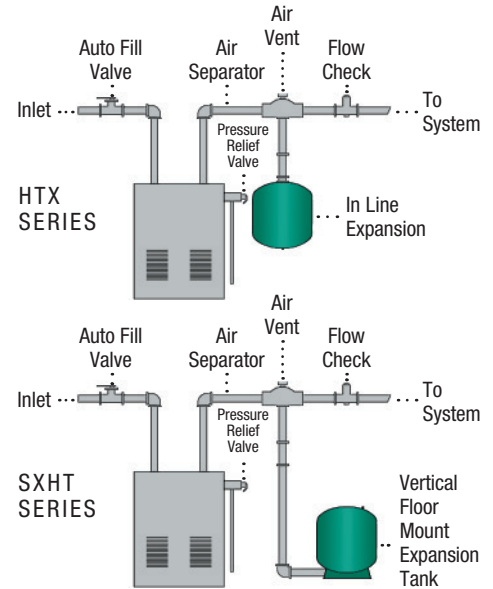 Auto Fill
Valve
Air
Separator
Air
Vent
Flow
Check
Inlet
To
System
Pressure
Relief
Valve
HTX
SERIES
In Line
Expansion
Auto Fill
Valve
Air
Separator
Air
Vent
Flow
Check
Inlet
To
System
Pressure
Relief
Valve
SXHT
SERIES
Vertical
Floor
Mount
Expansion
Tank